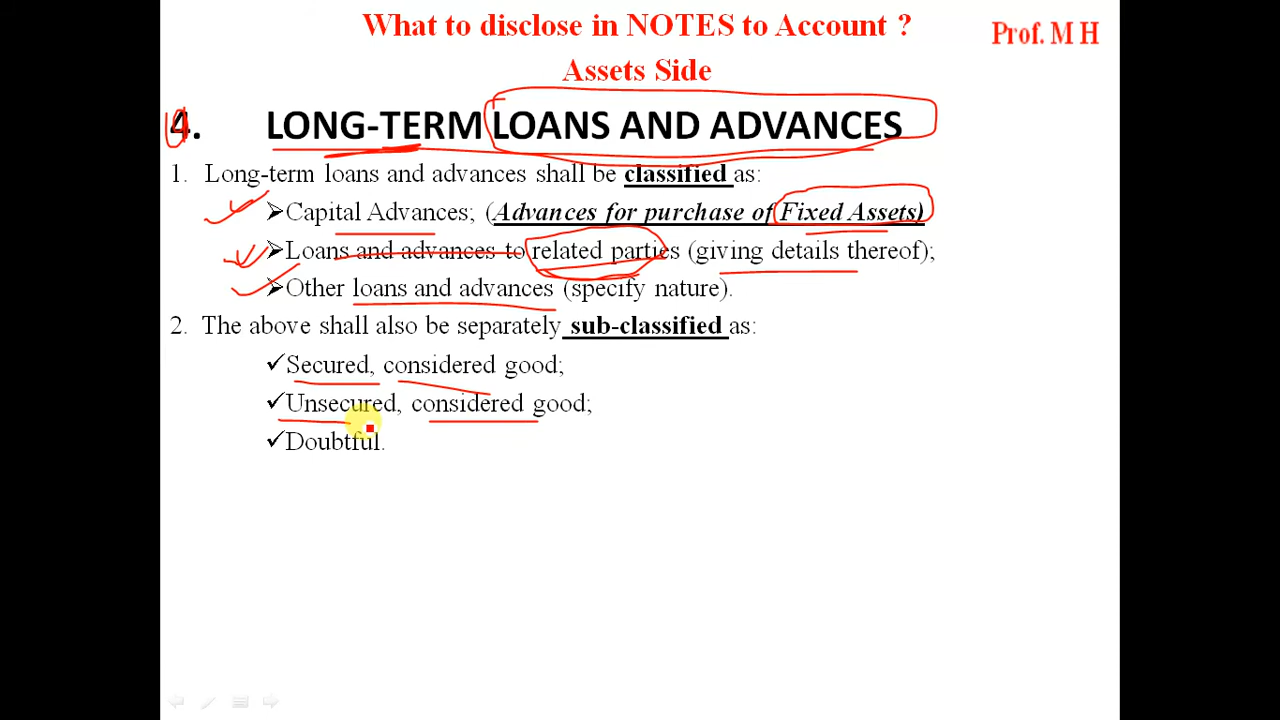 What to disclose in NOTES to Account ?
Prof. M H
Assets Side
4. LONG-TERM LOANS AND ADVANCES
1. Long-term loans and advances shall be classified as:
➢Capital Advances; (Advances for purchase of Fixed Assets)
➢Loans and advances to related parties (giving details thereof);
➢Other loans and advances (specify nature).
2. The above shall also be separately sub-classified as:
✓Secured, considered good;
✓Unsecured, considered good;
✓Doubtful.